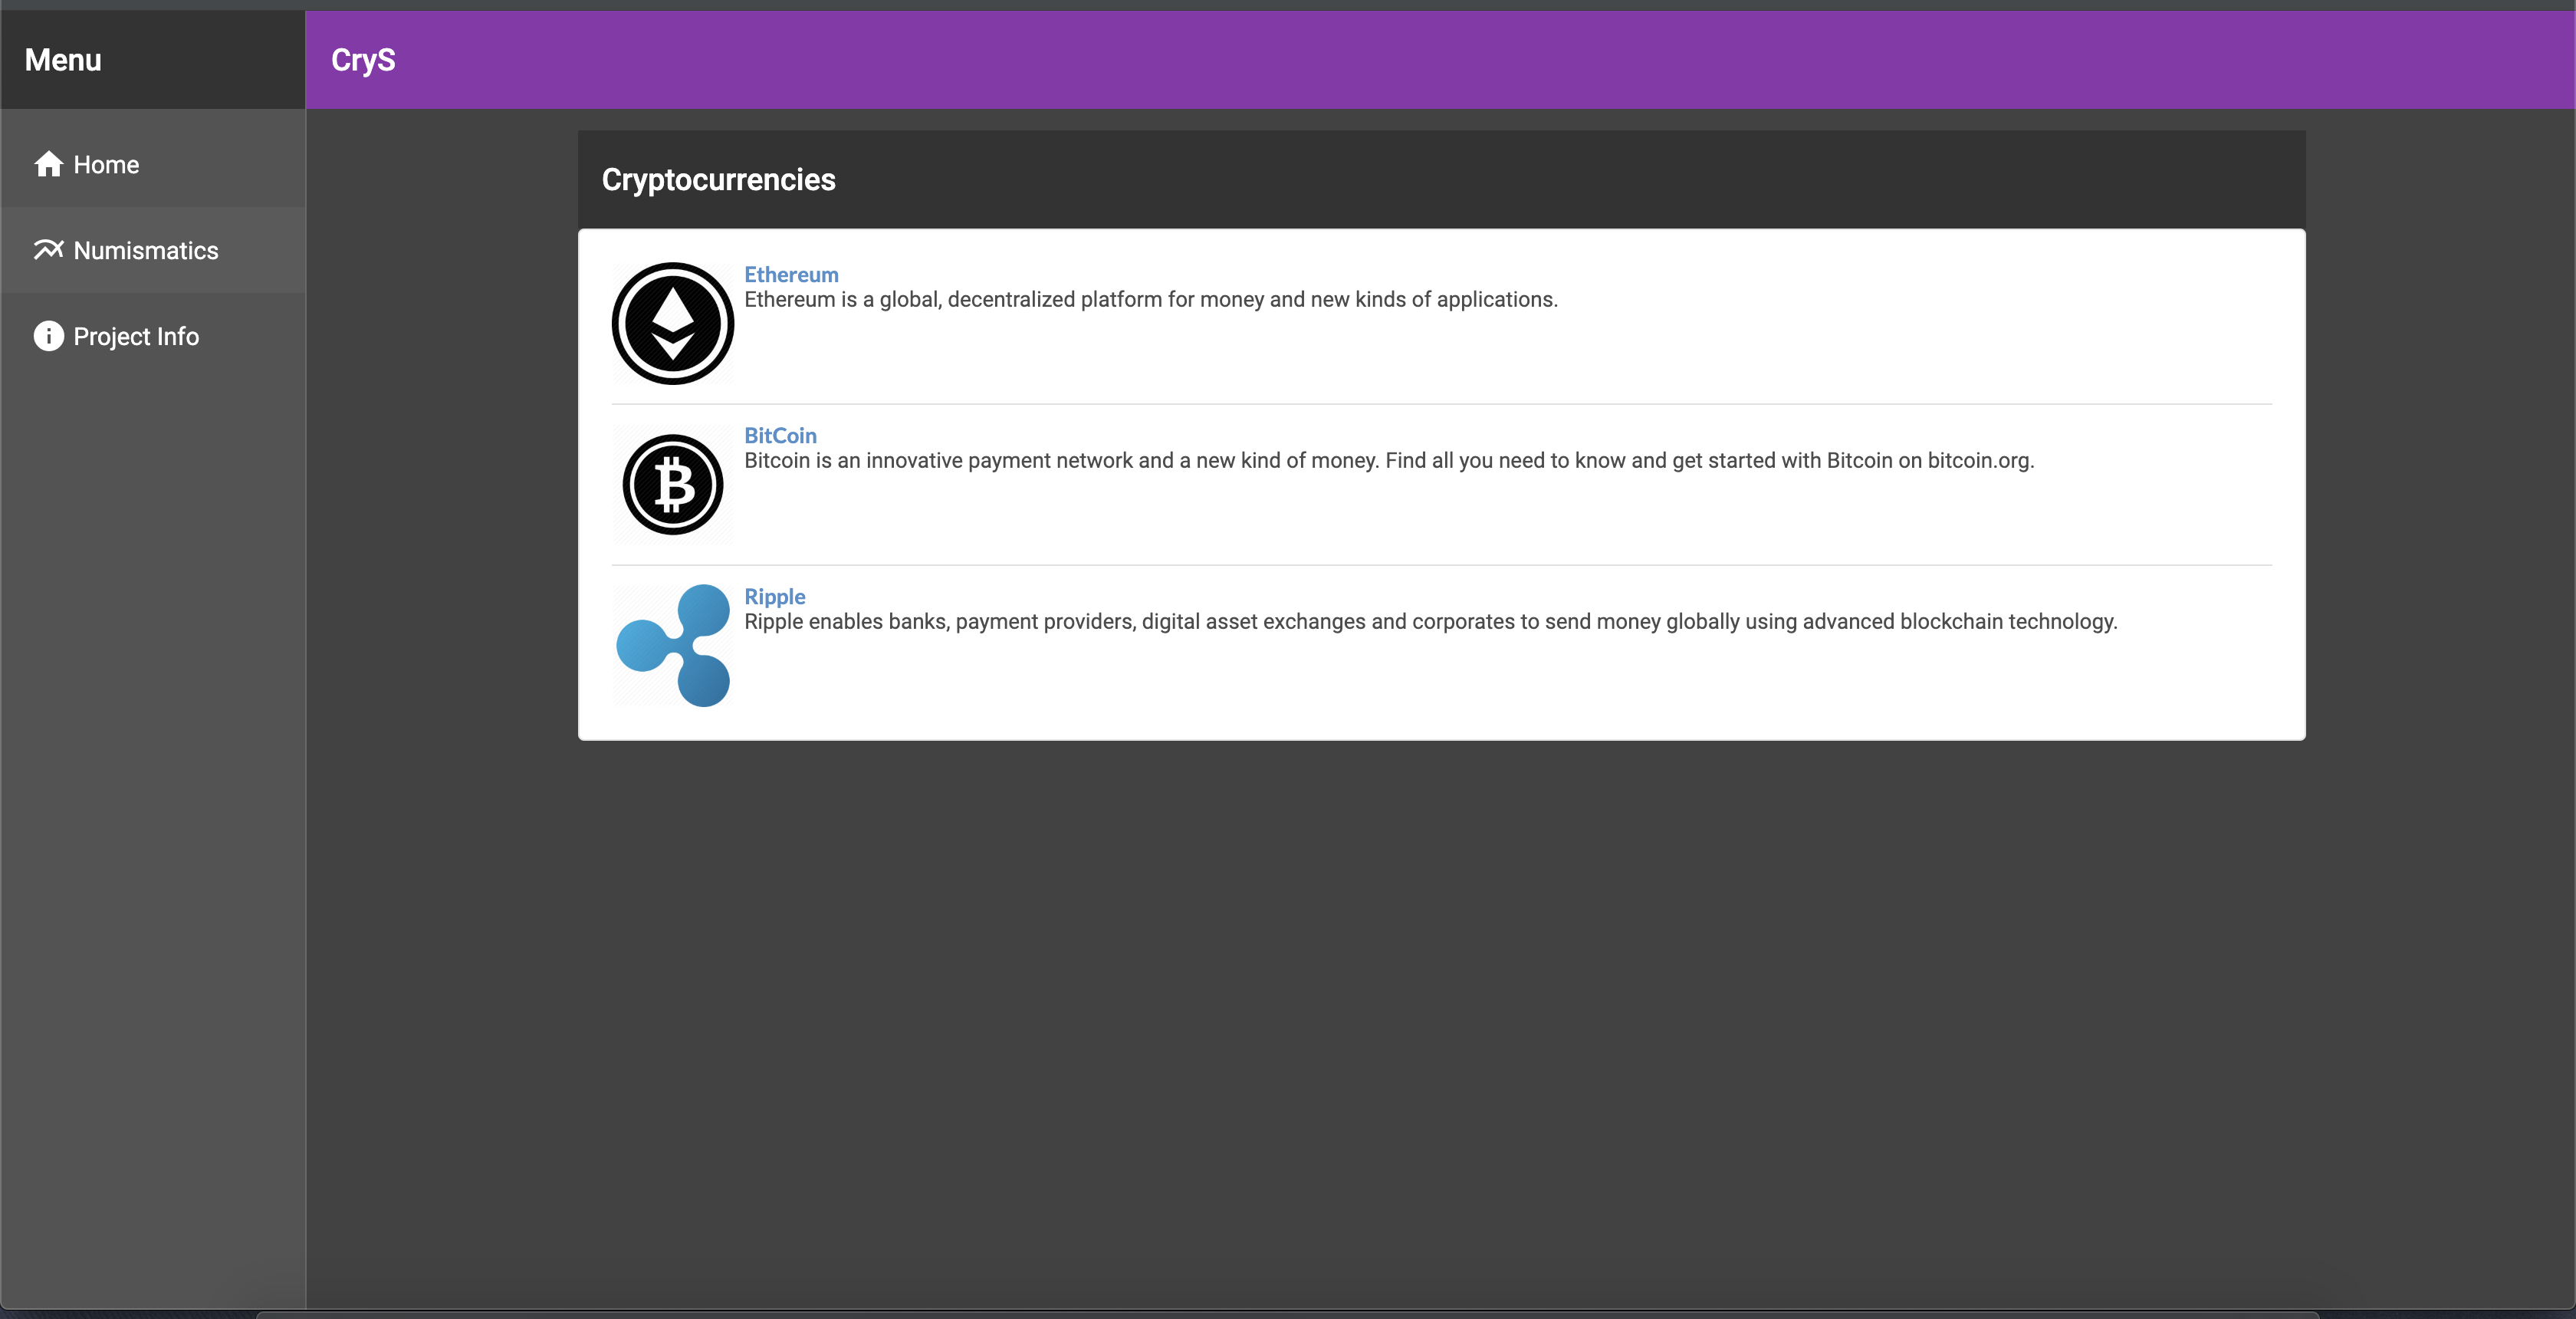 Menu
CryS
Home
Numismatics
Project Info
Cryptocurrencies
Ethereum
Ethereum is a global, decentralized platform for money and new kinds of applications.
BitCoin
Bitcoin is an innovative payment network and a new kind of money. Find all you need to know and get started with Bitcoin on bitcoin.org.
Ripple
Ripple enables banks, payment providers, digital asset exchanges and corporates to send money globally using advanced blockchain technology.